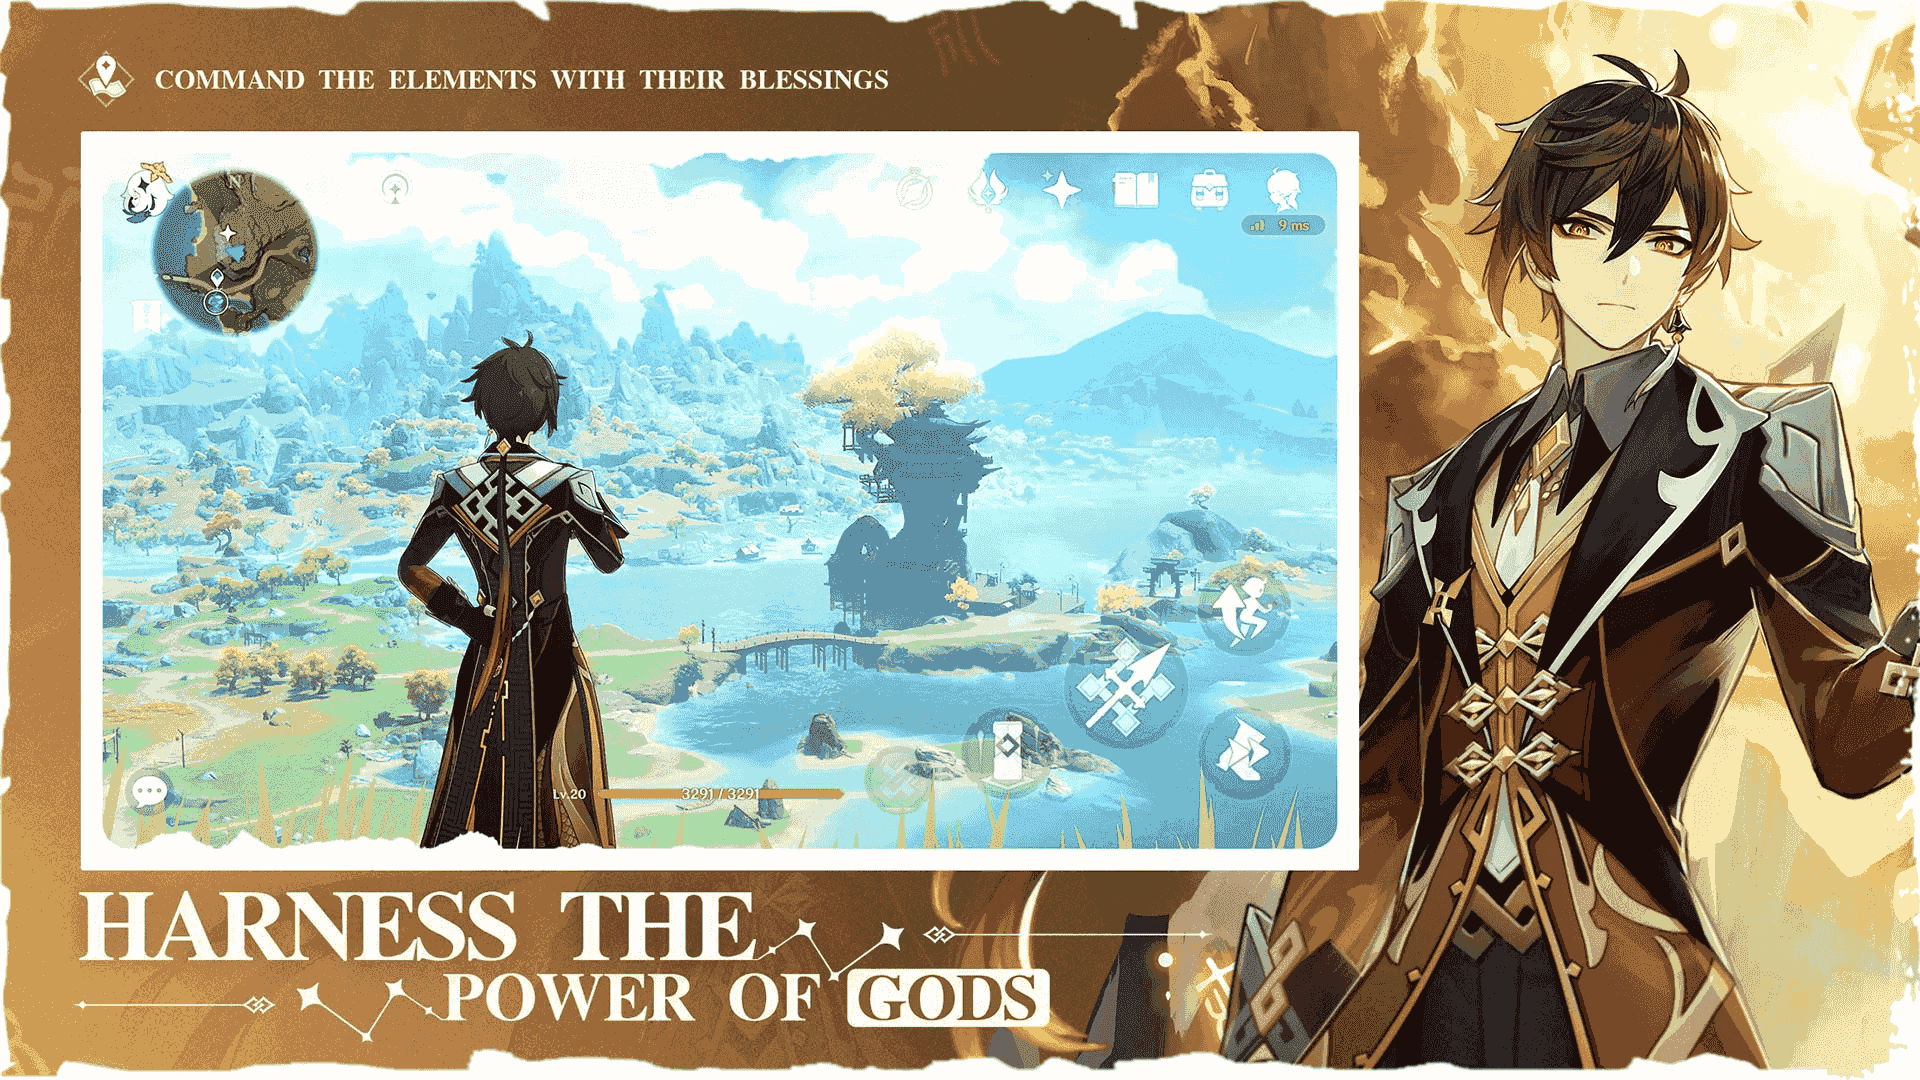 COMMAND THE ELEMENTS WITH THEIR BLESSINGS
N
9 ms
Lv.20
3291 / 3291
HARNESS THE
POWER OF GODS